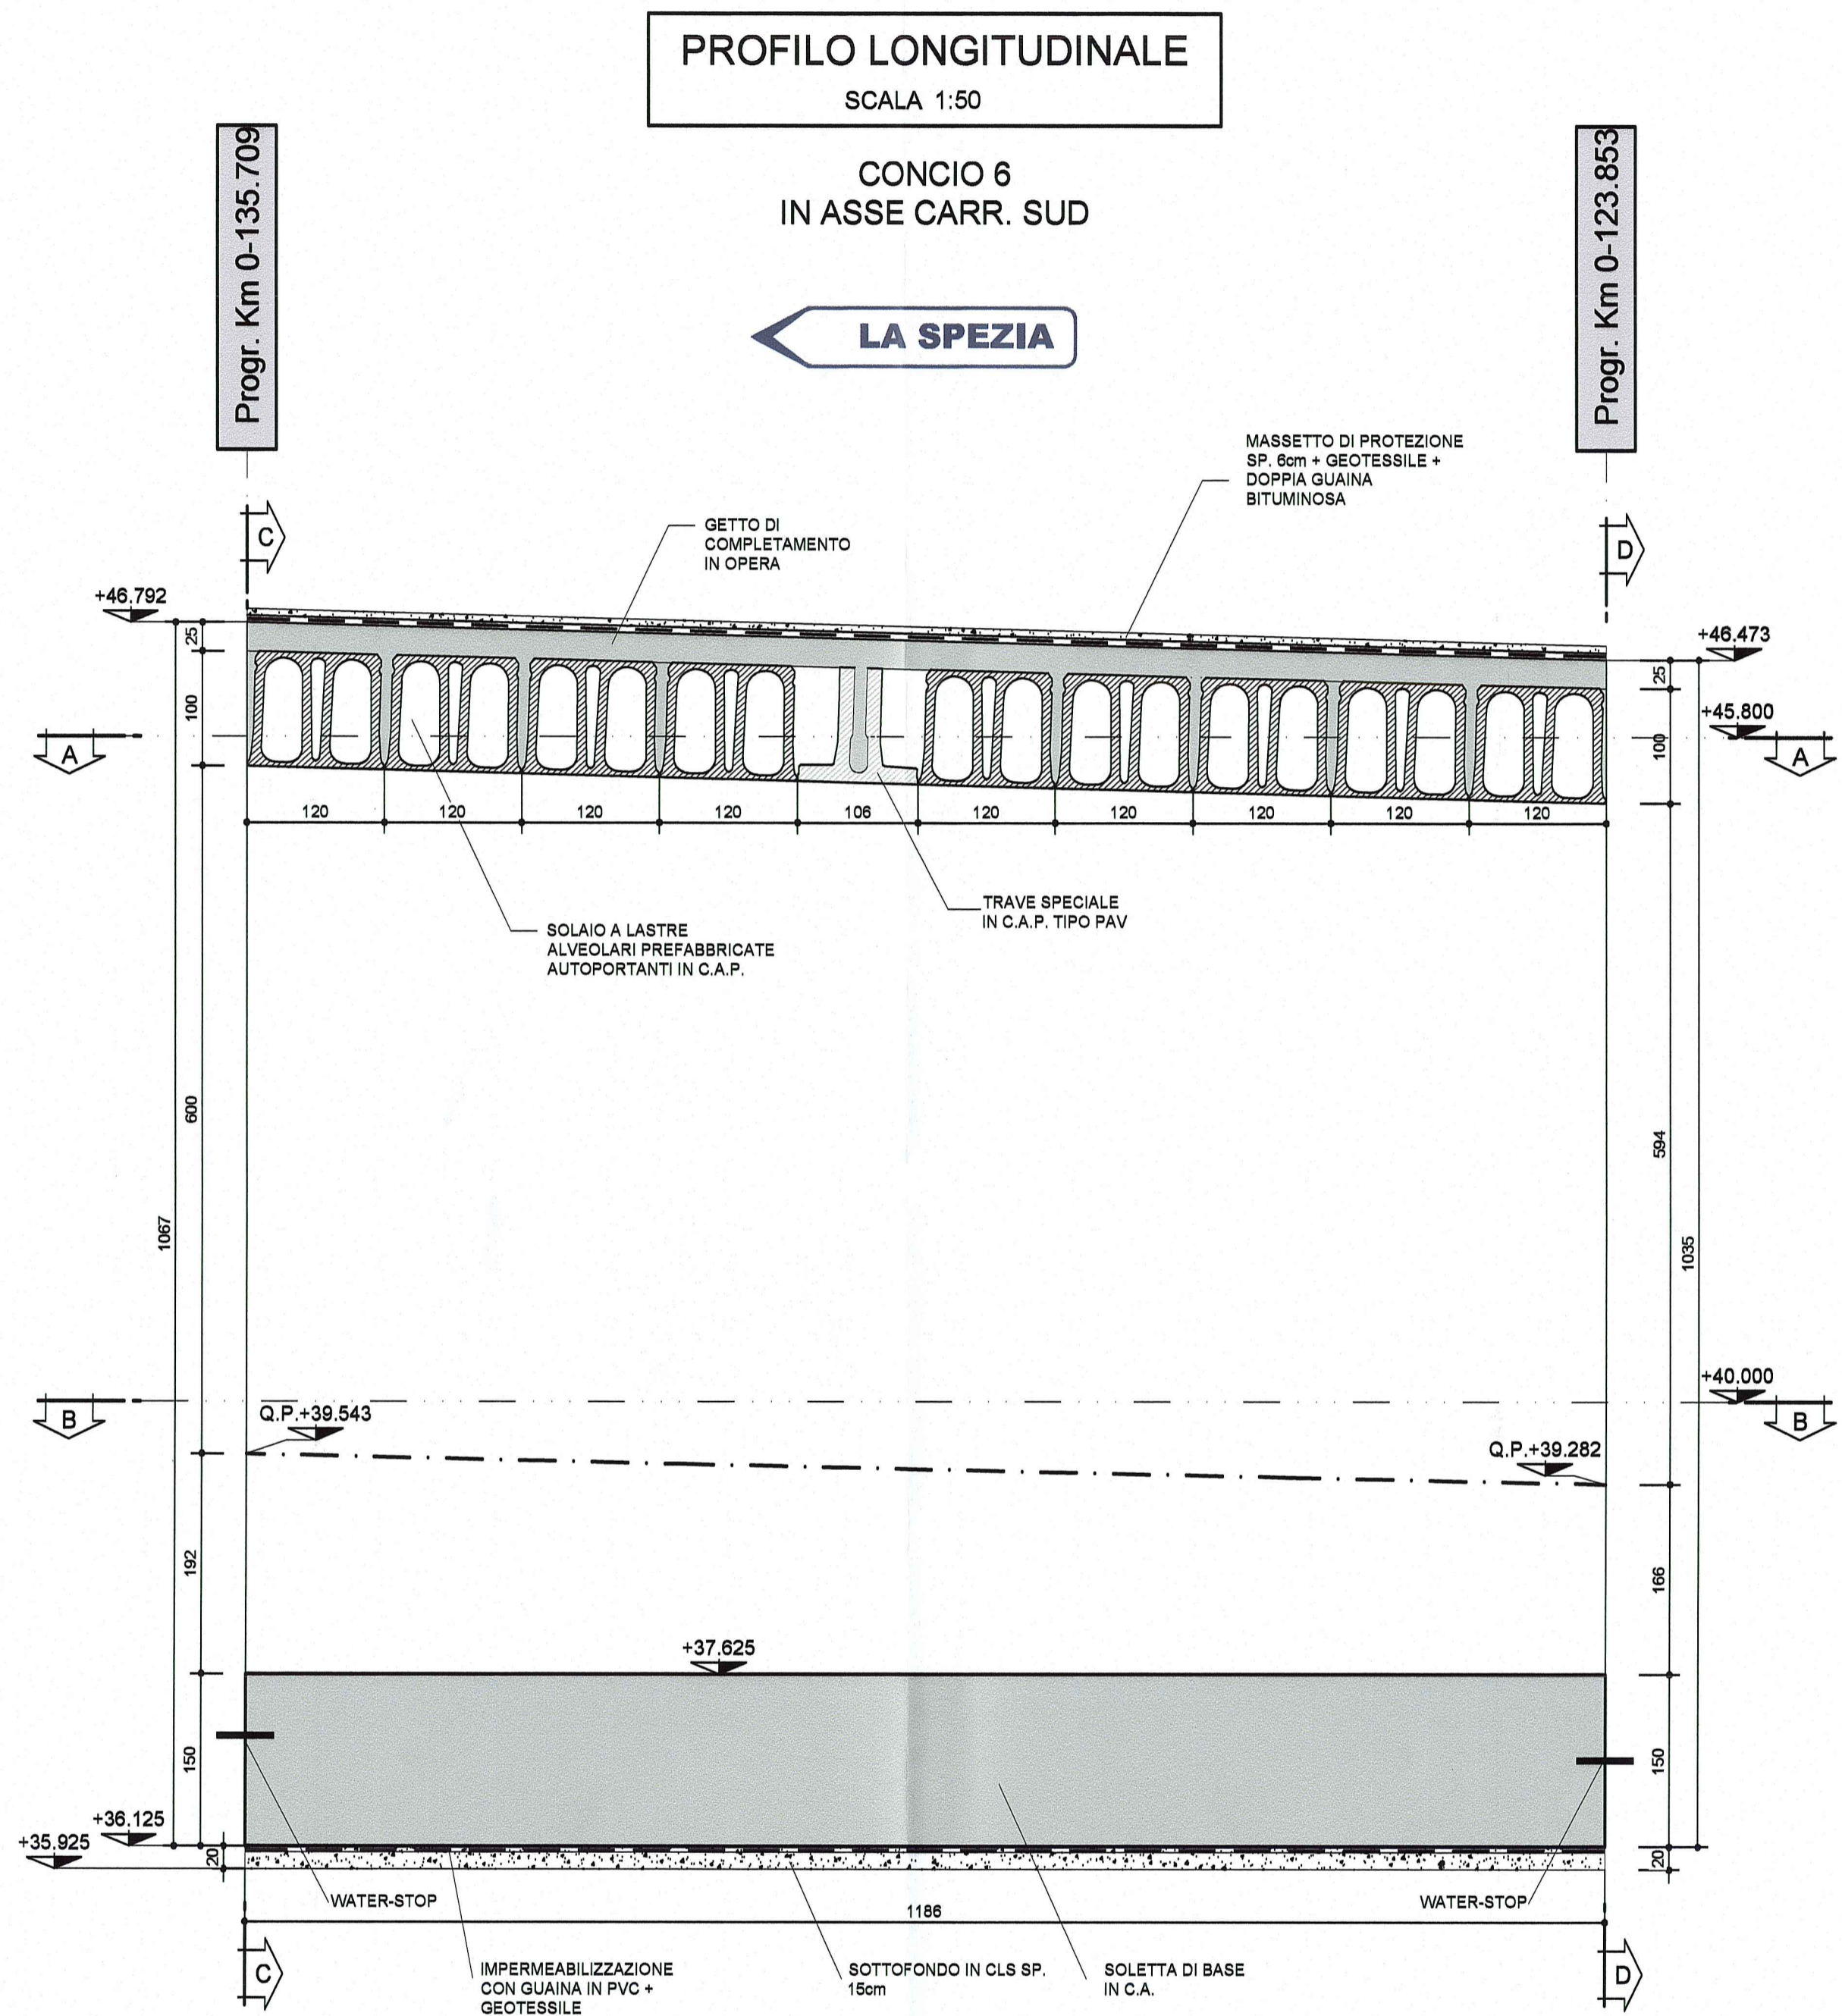 PROFILO LONGITUDINALE
SCALA 1:50
CONCIO 6
IN ASSE CARR. SUD
Progr. Km 0-135.709
Progr. Km 0-123.853
LA SPEZIA
MASSETTO DI PROTEZIONE
SP. 6cm + GEOTESSILE +
DOPPIA GUAINA
BITUMINOSA
GETTO DI
COMPLETAMENTO
IN OPERA
C
D
+46.792
+46.473
25
25
100
100
+45.800
A
A
120
120
120
120
106
120
120
120
120
120
TRAVE SPECIALE
IN C.A.P. TIPO PAV
SOLAIO A LASTRE
ALVEOLARI PREFABBRICATE
AUTOPORTANTI IN C.A.P.
600
594
1067
1035
+40.000
B
B
Q.P.+39.543
Q.P.+39.282
192
166
+37.625
150
150
+36.125
+35.925
20
20
WATER-STOP
WATER-STOP
1186
C
D
IMPERMEABILIZZAZIONE
CON GUAINA IN PVC +
GEOTESSILE
SOTTOFONDO IN CLS SP.
15cm
SOLETTA DI BASE
IN C.A.